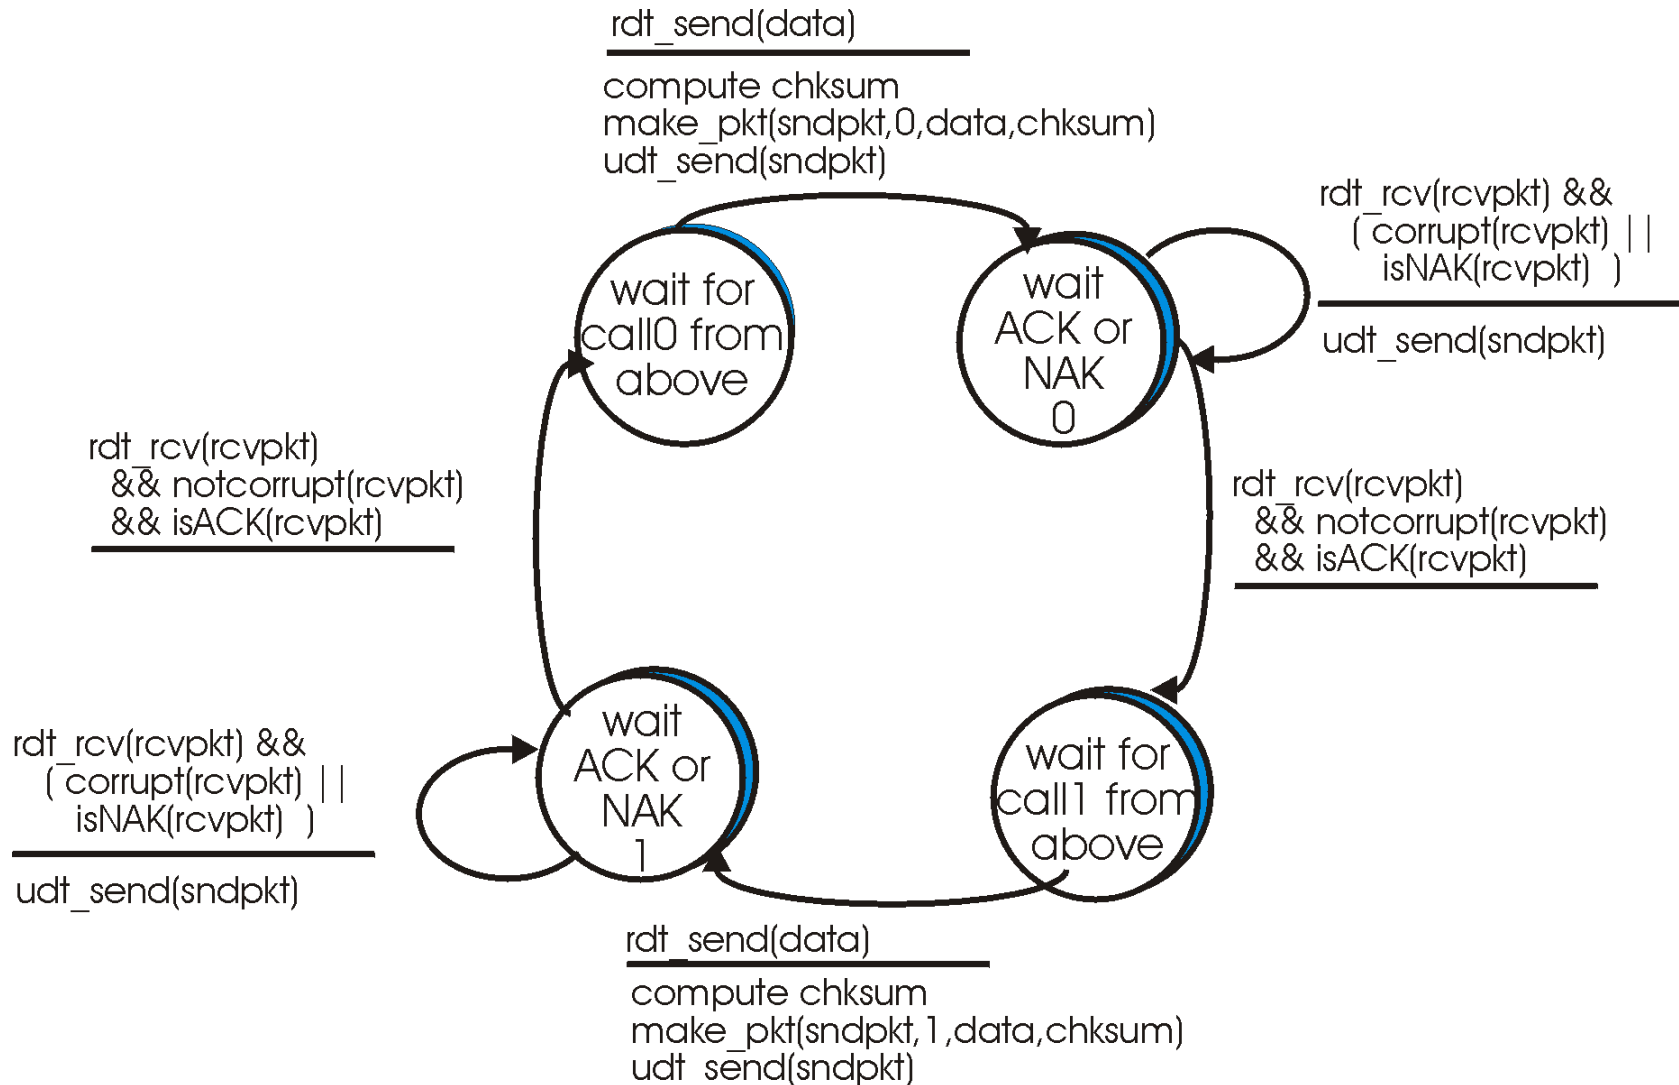 rdt_send(data)
compute chksum
make_pkt(sndpkt,0,data,chksum)
udt_send(sndpkt)
rdt_rcv(rcvpkt) &&
( corrupt(rcvpkt) ||
isNAK(rcvpkt) )
udt_send(sndpkt)
wait for
call0 from
above
wait
ACK or
NAK
0
rdt_rcv(rcvpkt)
&& notcorrupt(rcvpkt)
&& isACK(rcvpkt)
rdt_rcv(rcvpkt)
&& notcorrupt(rcvpkt)
&& isACK(rcvpkt)
rdt_rcv(rcvpkt) &&
( corrupt(rcvpkt) ||
isNAK(rcvpkt) )
udt_send(sndpkt)
wait
ACK or
NAK
1
wait for
call1 from
above
rdt_send(data)
compute chksum
make_pkt(sndpkt,1,data,chksum)
udt send(sndpkt)